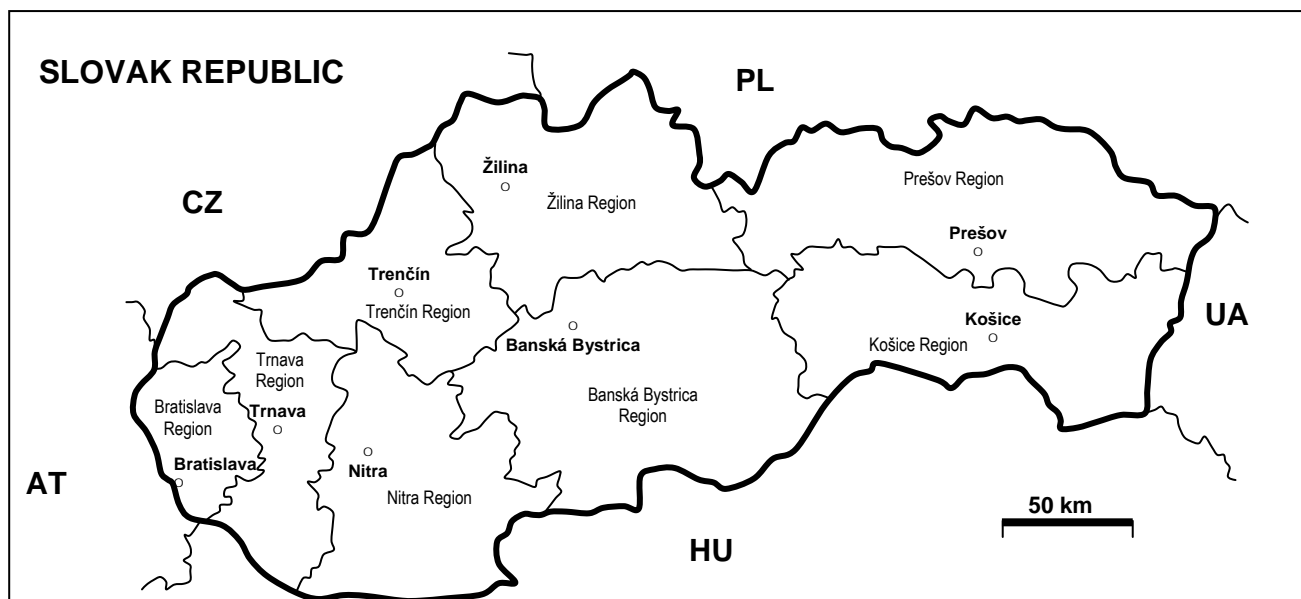 SLOVAK REPUBLIC
PL
Žilina
Prešov Region
CZ
Žilina Region
Prešov
Trenčín
Trenčín Region
Košice
UA
Banská Bystrica
Košice Region
Trnava
Region
Banská Bystrica
Region
Bratislava
Region
Trnava
Bratislava
Nitra
AT
Nitra Region
50 km
HU